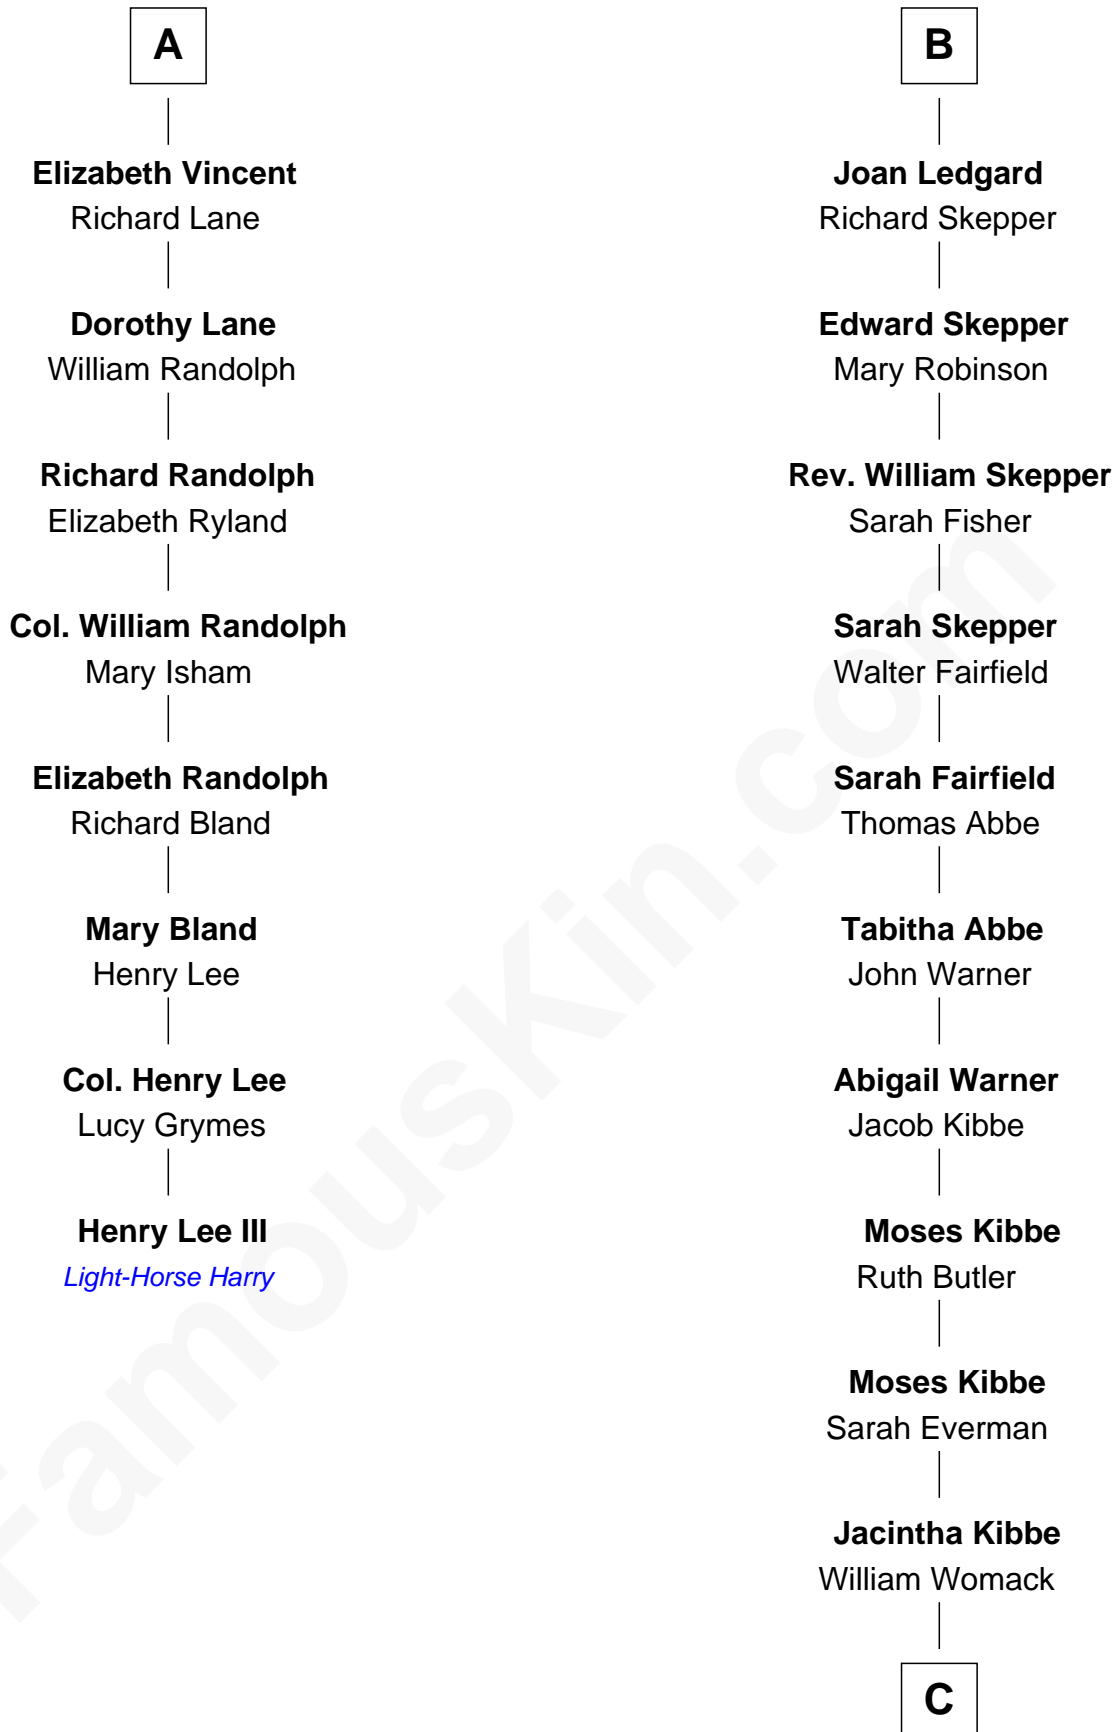 A
Elizabeth Vincent
Richard Lane
Dorothy Lane
William Randolph
Richard Randolph
Elizabeth Ryland
Col. William Randolph
Mary Isham
Elizabeth Randolph
Richard Bland
Mary Bland
Henry Lee
Col. Henry Lee
Lucy Grymes
Henry Lee III
Light-Horse Harry
B
Joan Ledgard
Richard Skepper
Edward Skepper
Mary Robinson
Rev. William Skepper
Sarah Fisher
Sarah Skepper
Walter Fairfield
Sarah Fairfield
Thomas Abbe
Tabitha Abbe
John Warner
Abigail Warner
Jacob Kibbe
Moses Kibbe
Ruth Butler
Moses Kibbe
Sarah Everman
Jacintha Kibbe
William Womack
C
FamousKin.com